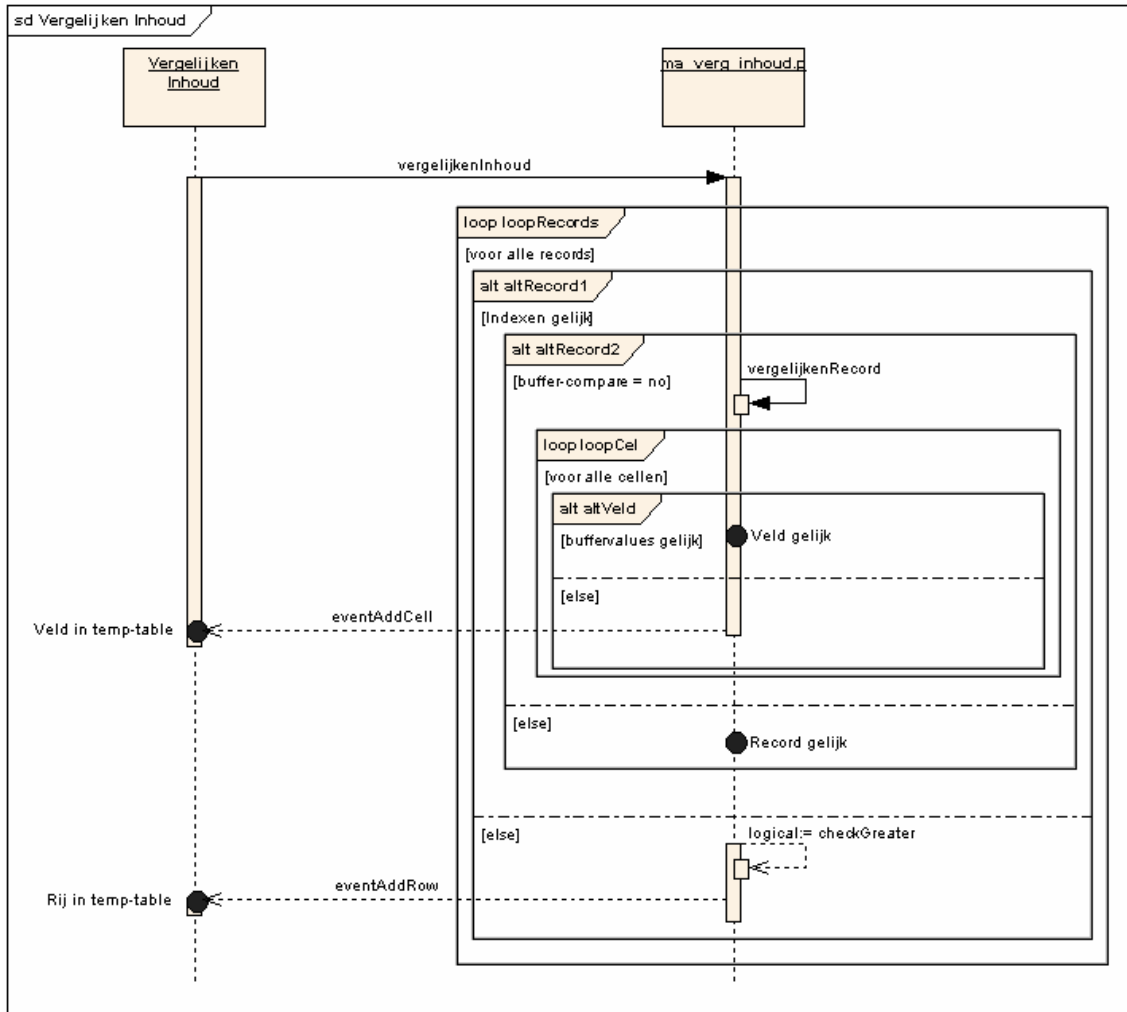 sd Vergelijken Inhoud
Vergelijken
Inhoud
ma_verg_inhoud.p
vergelijkenInhoud
loop loopRecords
[voor alle records]
alt altRecord1
[Indexen gelijk]
alt altRecord2
[buffer-compare = no]
vergelijkenRecord
loop loopCel
[voor alle cellen]
alt altVeld
[buffervalues gelijk]
Veld gelijk
[else]
eventAddCell
Veld in temp-table
[else]
Record gelijk
[else]
logical:= checkGreater
eventAddRow
Rij in temp-table